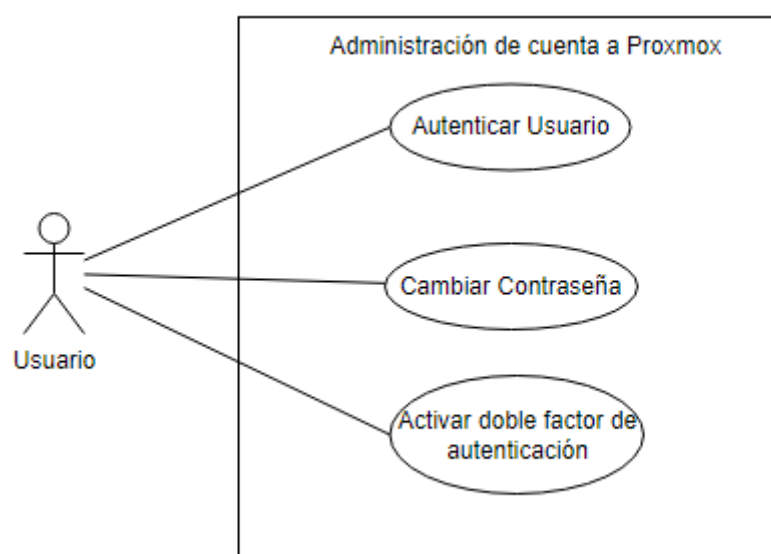 Administración de cuenta a Proxmox
Autenticar Usuario
Cambiar Contraseña
Usuario
Activar doble factor de
autenticación